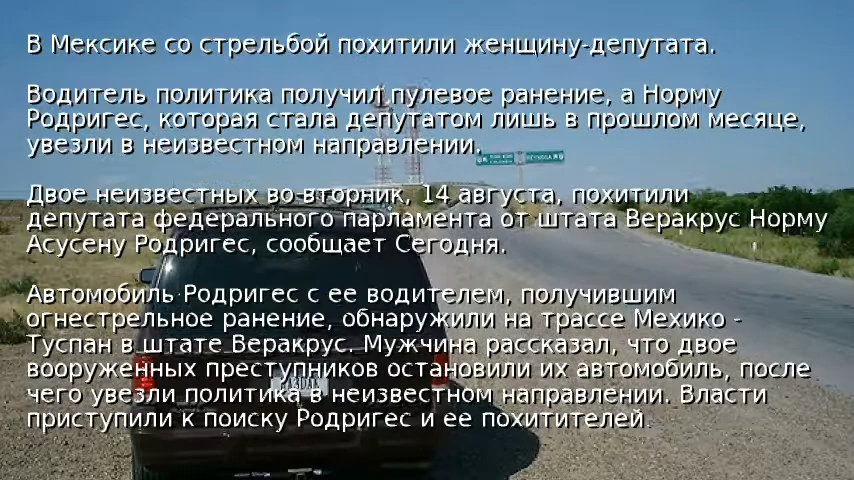 В Мексике со стрельбой похитили женщину-депутата.
Водитель политика получил пулевое ранение, а Норму
Родригес, которая стала депутатом лишь в прошлом месяце,
увезли в неизвестном направлении.
Двое неизвестных во вторник, 14 августа, похитили
депутата федерального парламента от штата Веракрус Норму
Асусену Родригес, сообщает Сегодня.
Автомобиль Родригес с ее водителем, получившим
огнестрельное ранение, обнаружили на трассе Мехико -
Туспан в штате Веракрус. Мужчина рассказал, что двое
вооруженных преступников остановили их автомобиль, после
чего увезли политика в неизвестном направлении. Власти
приступили к поиску Родригес и ее похитителей.